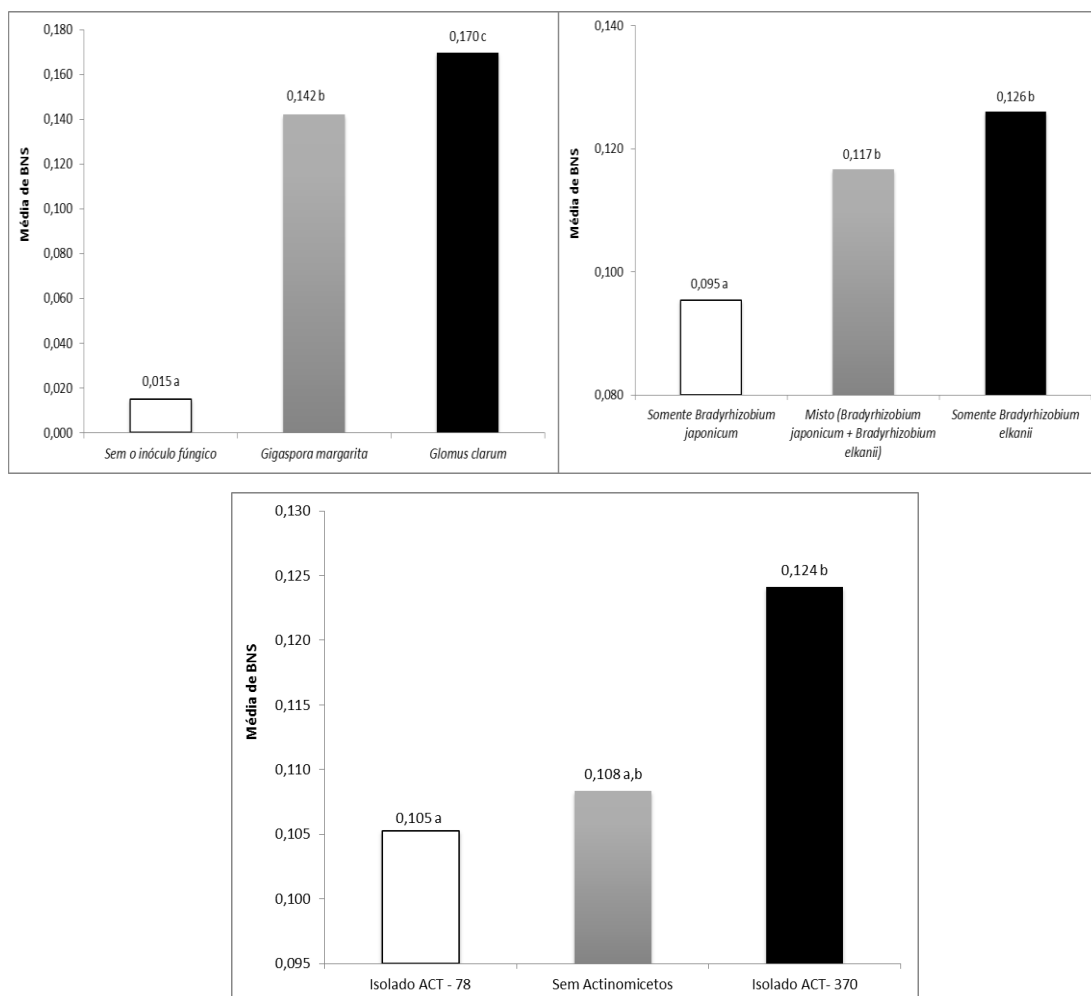 Média de BNS
0,180
0,160
0,140
0,120
0,100
0,080
0,060
0,040
0,020
0,000
0,015 a
0,142 b
0,170 c
Sem o inóculo fúngico
Gigaspora margarita
Glomus clarum
Média de BNS
0,140
0,120
0,100
0,080
0,095 a
0,117 b
0,126 b
Somente Bradyrhizobium
japonicum
Misto (Bradyrhizobium
japonicum + Bradyrhizobium
elkanii)
Somente Bradyrhizobium
elkanii
Média de BNS
0,130
0,125
0,120
0,115
0,110
0,105
0,100
0,095
0,105 a
0,108 a,b
0,124 b
Isolado ACT - 78
Sem Actinomicetos
Isolado ACT- 370